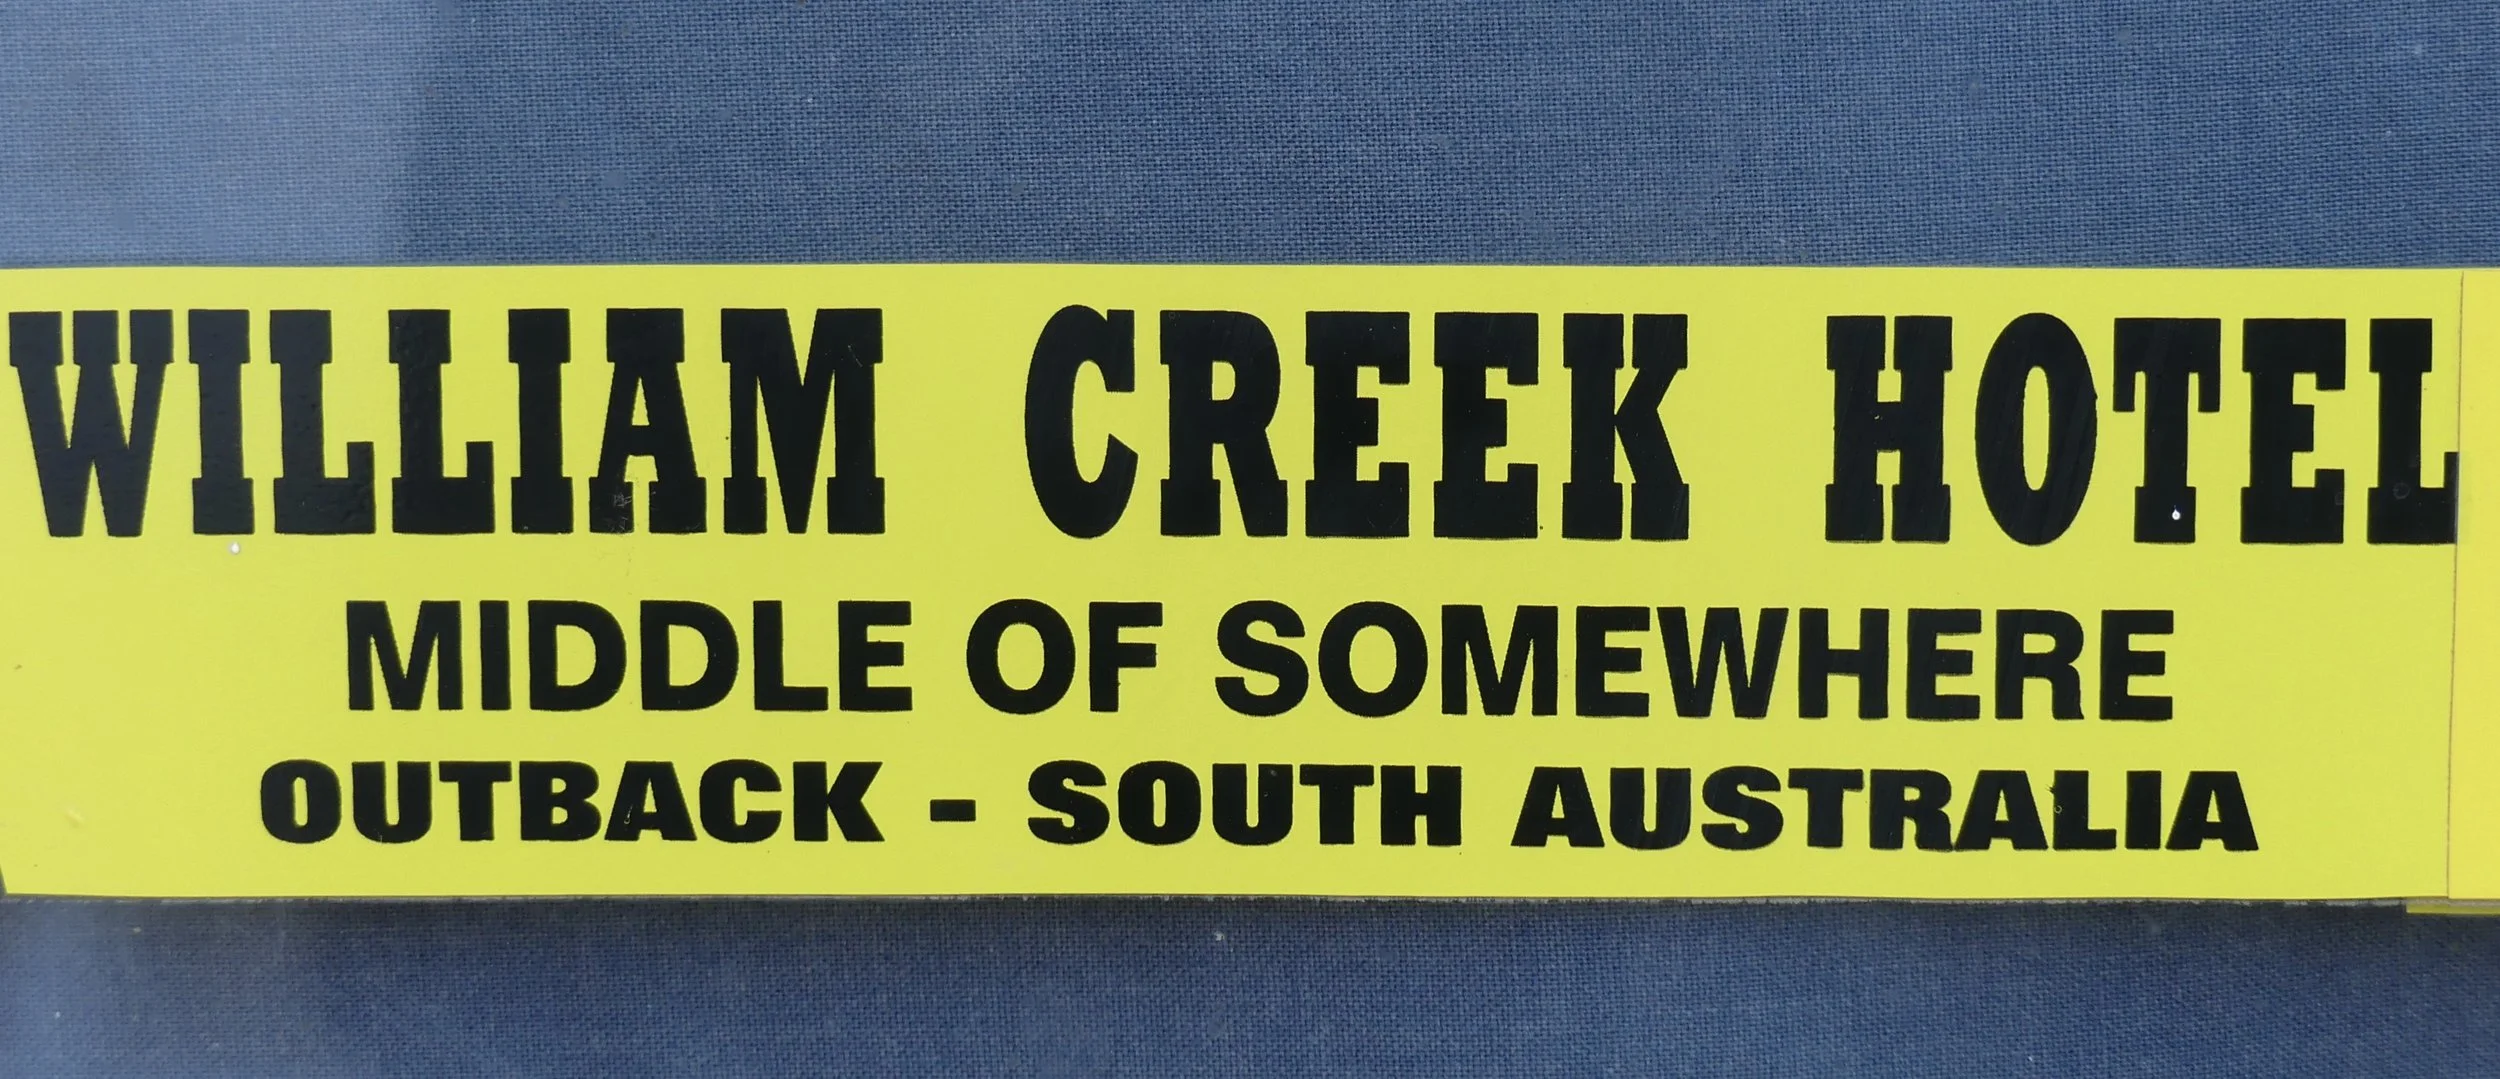 WILLIAM CREEK HOTEL
MIDDLE OF SOMEWHERE
OUTBACK - SOUTH AUSTRALIA